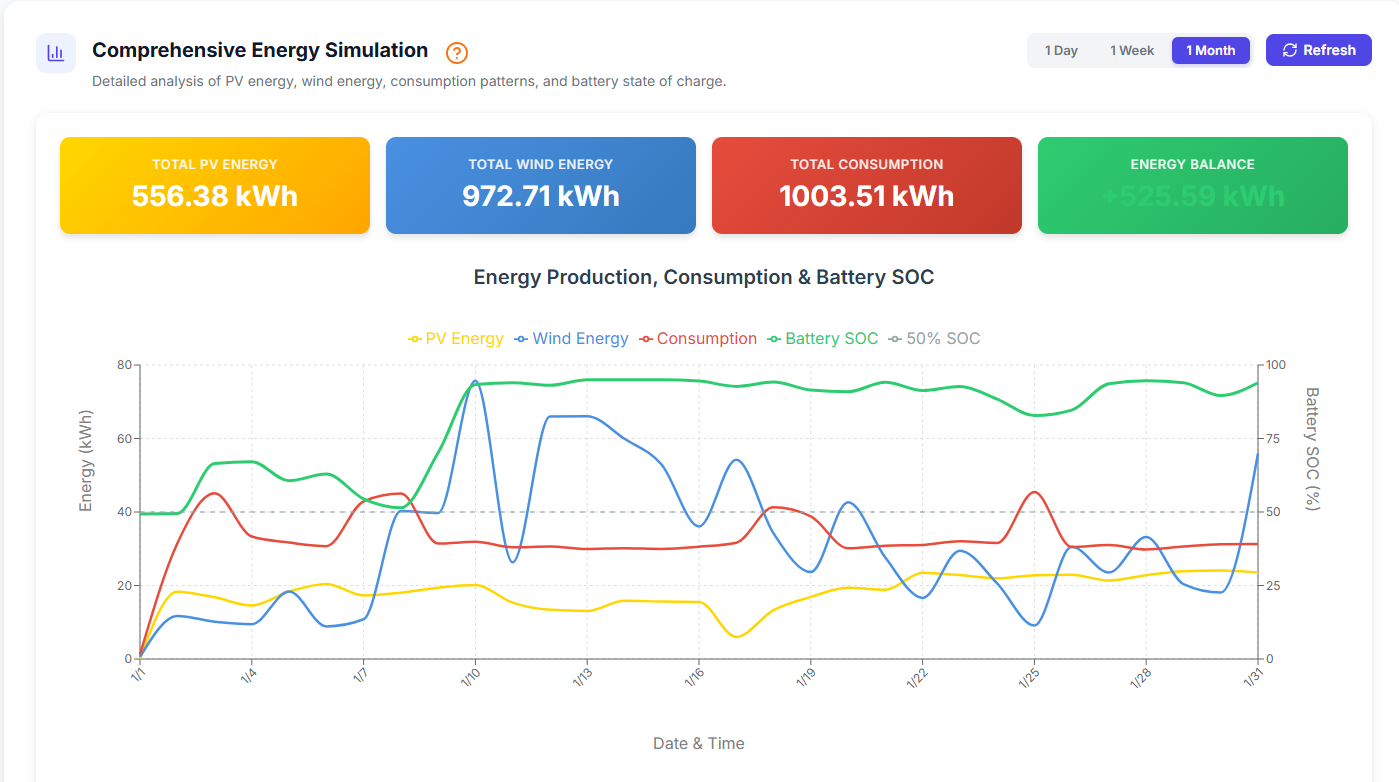 Comprehensive Energy Simulation ?
1 Day 1 Week 1 Month Refresh
Detailed analysis of PV energy, wind energy, consumption patterns, and battery state of charge.
TOTAL PV ENERGY
556.38 kWh
TOTAL WIND ENERGY
972.71 kWh
TOTAL CONSUMPTION
1003.51 kWh
ENERGY BALANCE
+525.59 kWh
Energy Production, Consumption & Battery SOC
PV Energy Wind Energy Consumption Battery SOC 50% SOC
Energy (kWh)
80
60
40
20
0
100
75
50
25
0
Battery SOC (%)
1/1 1/4 1/7 1/10 1/13 1/16 1/19 1/22 1/25 1/28 1/31
Date & Time